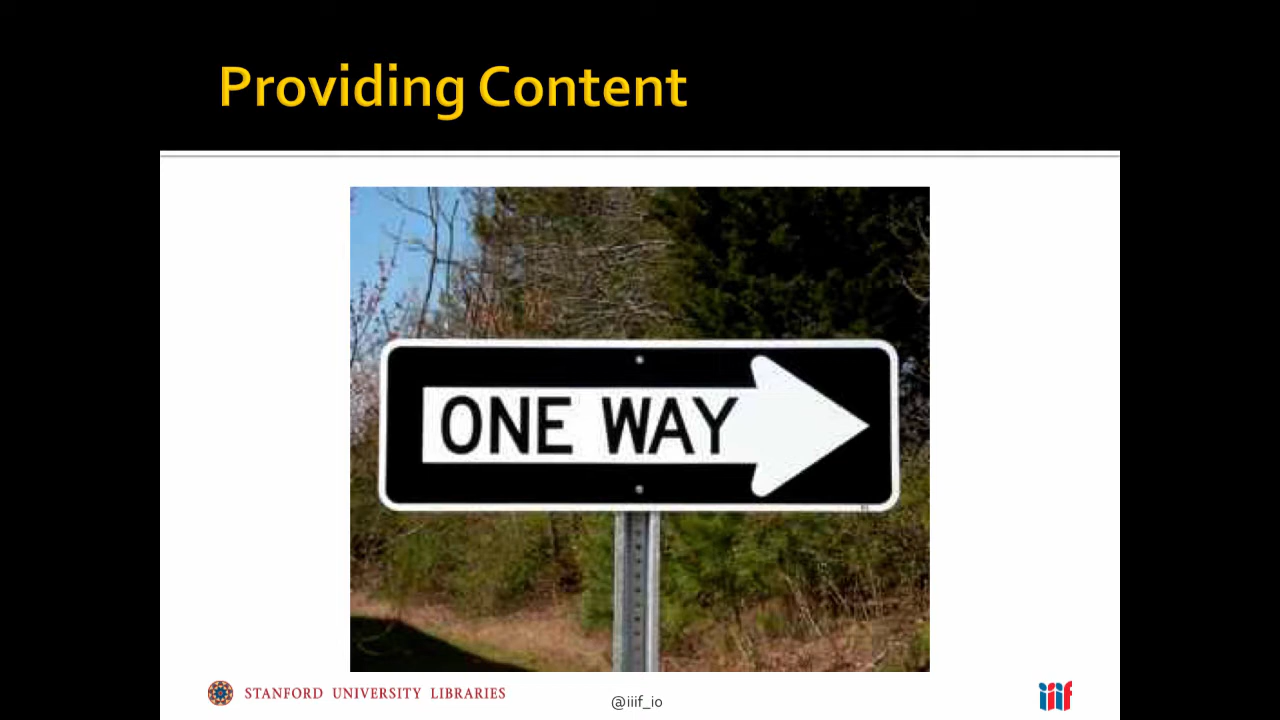 Providing Content
ONE WAY
STANFORD UNIVERSITY LIBRARIES
@iiif_io
iiif